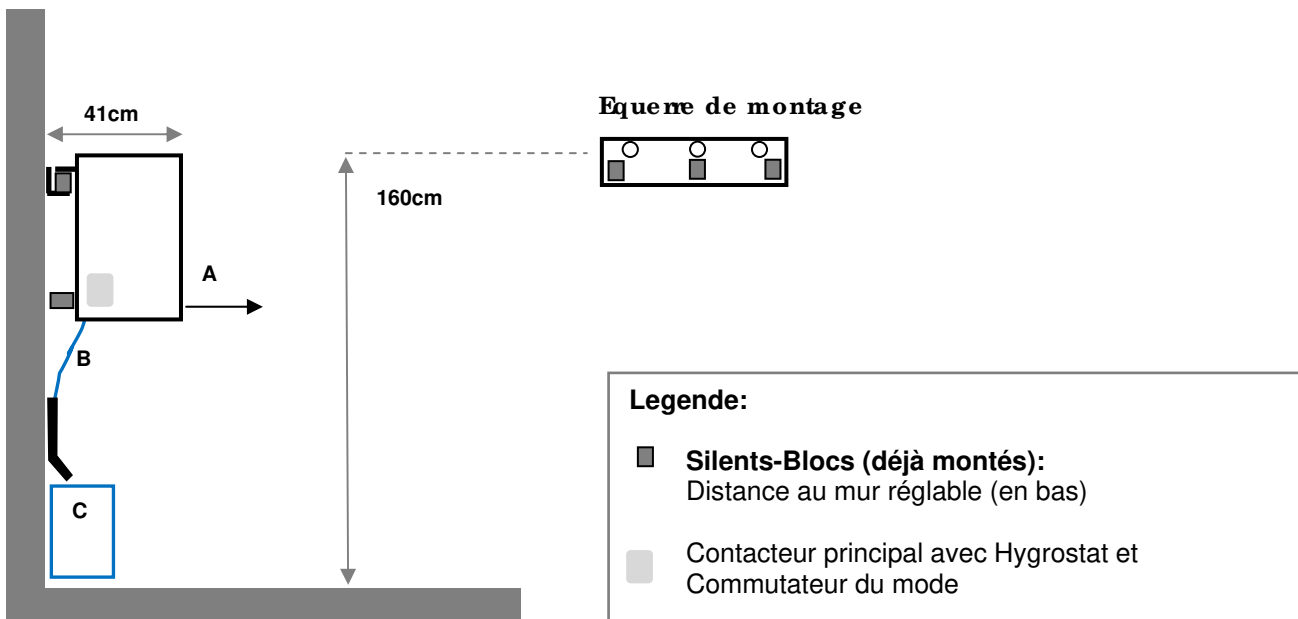 41cm
Equerre de montage
160cm
A
B
C
Legende:
Silents-Blocs (déjà montés):
Distance au mur réglable (en bas)
Contacteur principal avec Hygrostat et
Commutateur du mode